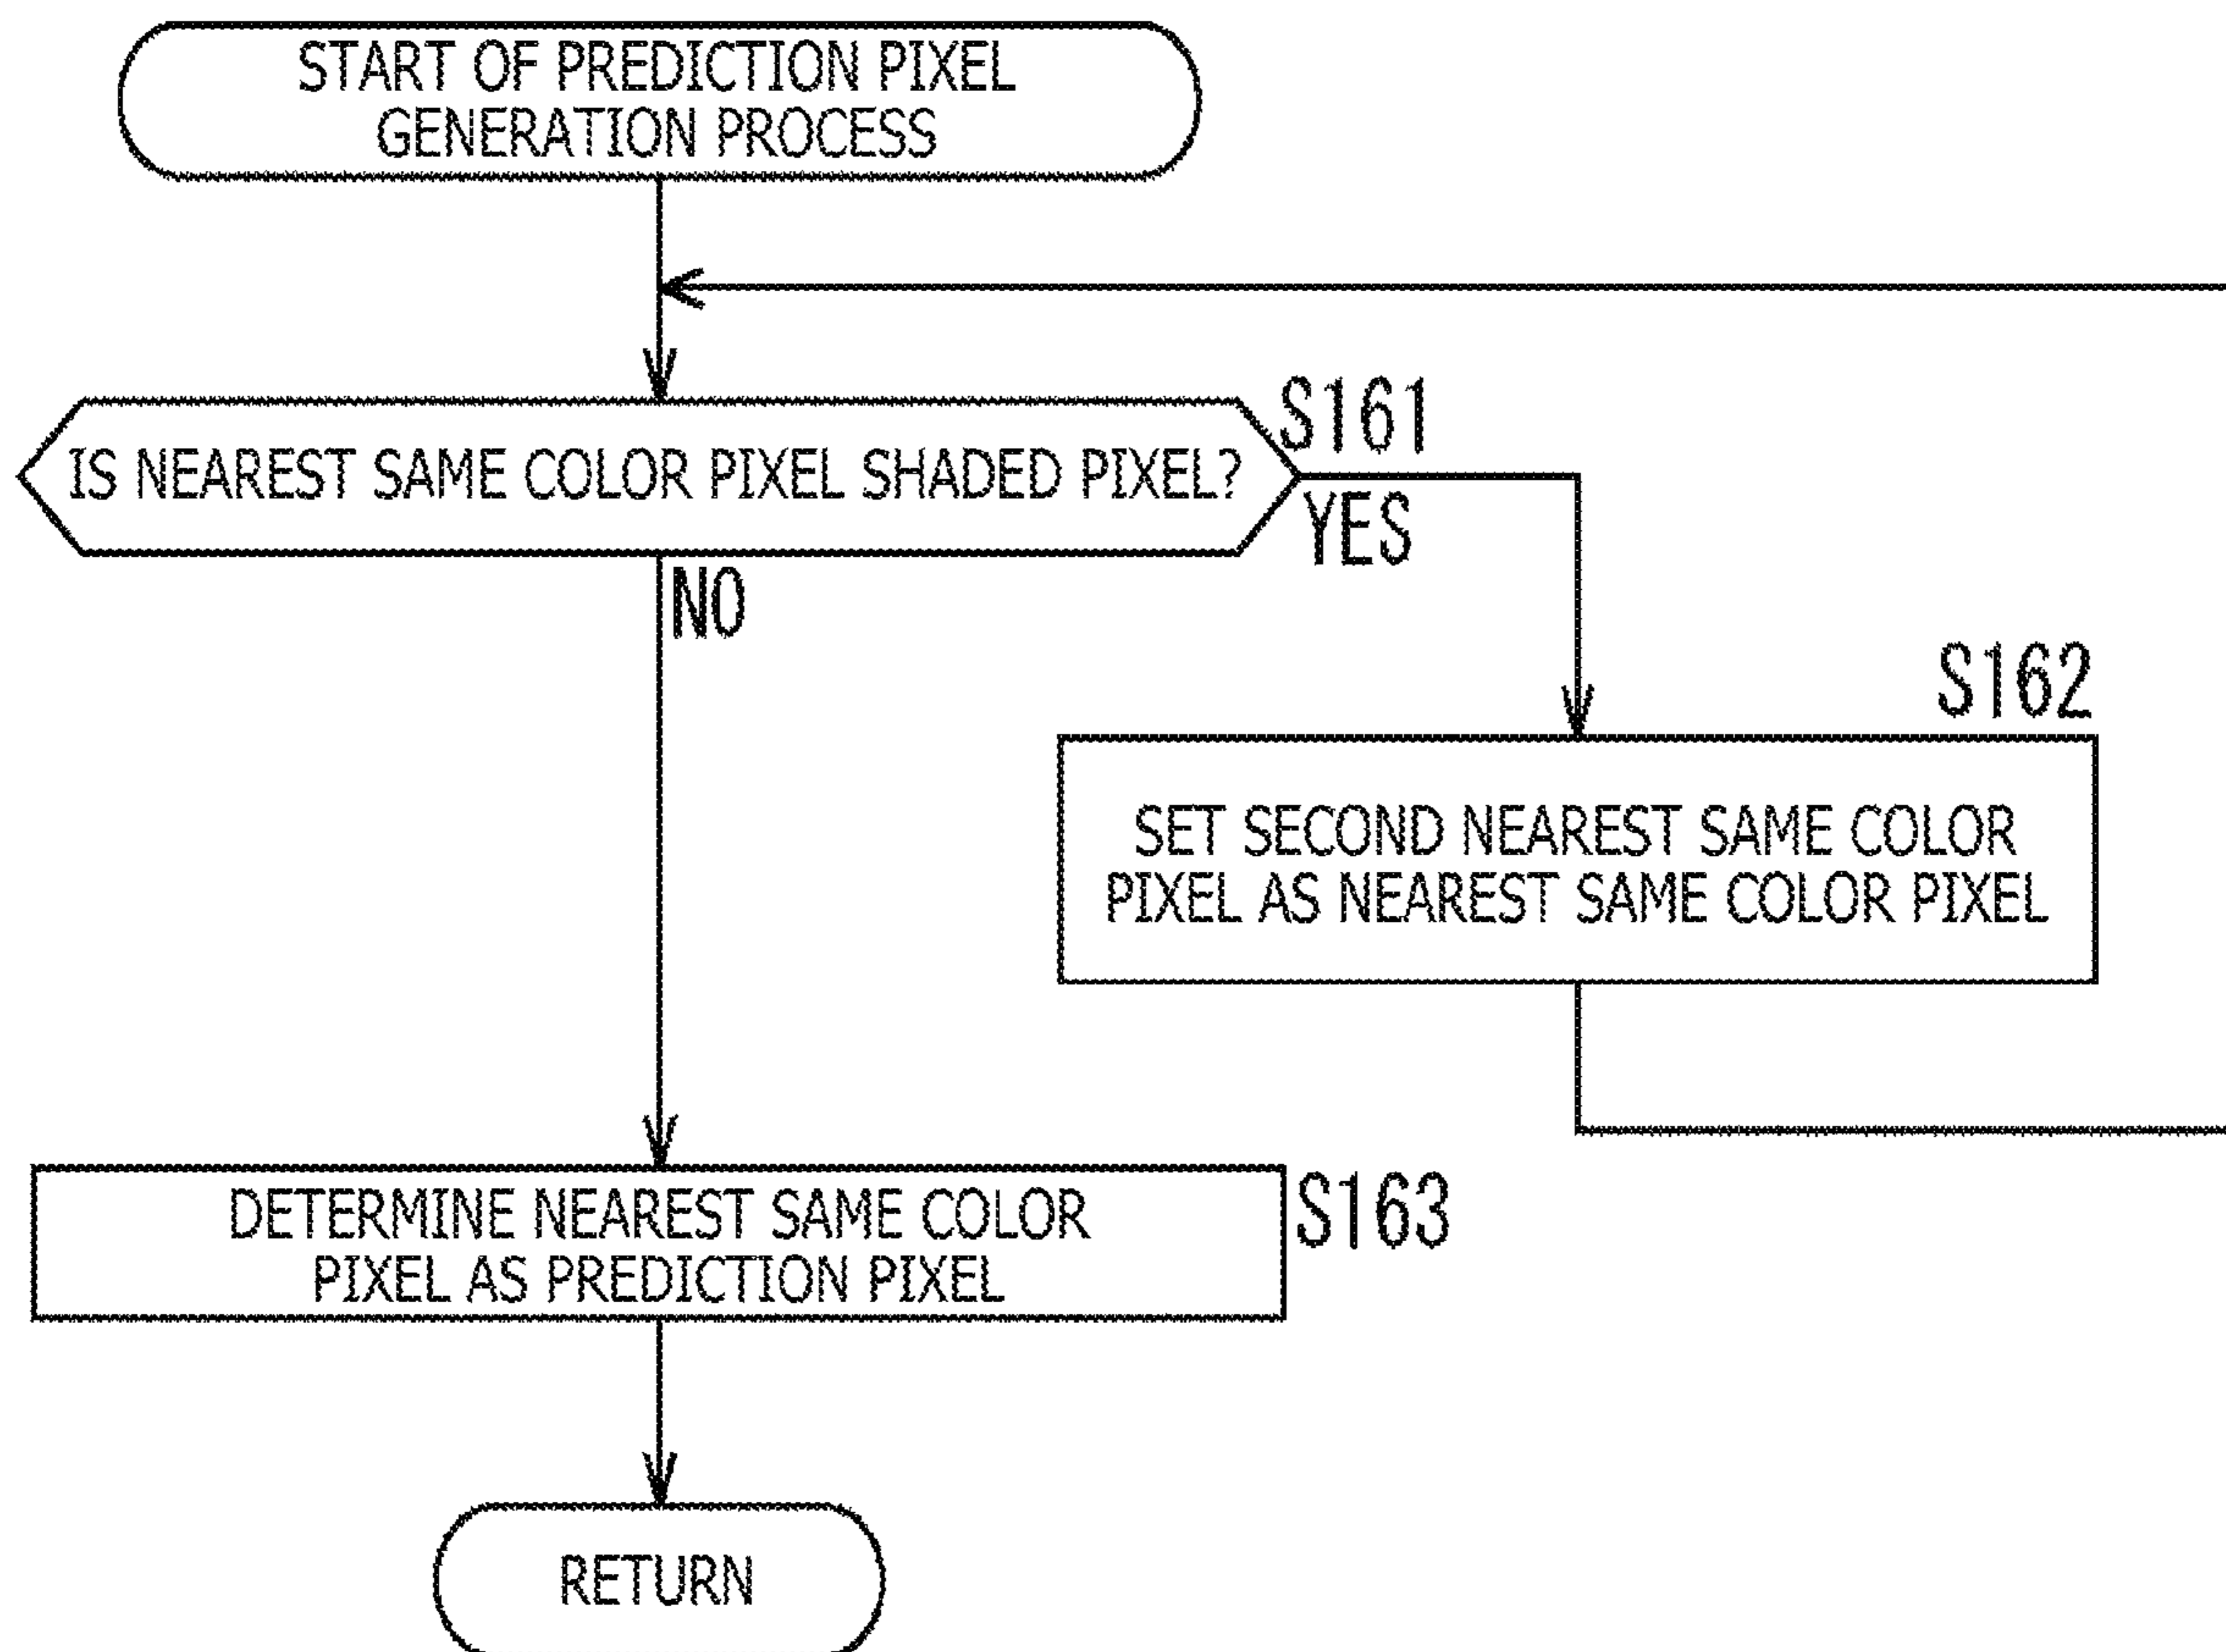 START OF PREDICTION PIXEL
GENERATION PROCESS
S161
IS NEAREST SAME COLOR PIXEL SHADED PIXEL?
YES
NO
S162
SET SECOND NEAREST SAME COLOR
PIXEL AS NEAREST SAME COLOR PIXEL
DETERMINE NEAREST SAME COLOR
PIXEL AS PREDICTION PIXEL
S163
RETURN